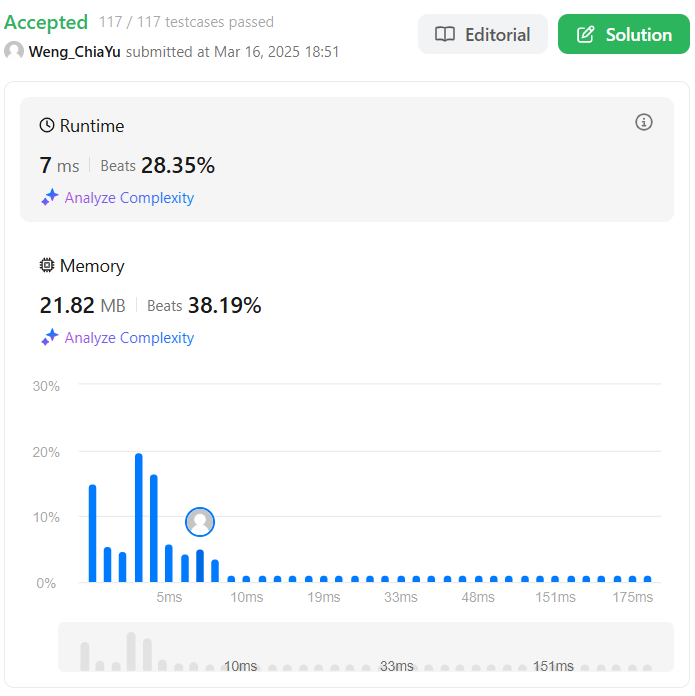 Accepted 117 / 117 testcases passed
Weng_ChiaYu submitted at Mar 16, 2025 18:51
Editorial
Solution
Runtime
7 ms Beats 28.35%
Analyze Complexity
Memory
21.82 MB Beats 38.19%
Analyze Complexity
30%
20%
10%
0%
5ms 10ms 19ms 33ms 48ms 151ms 175ms
10ms 33ms 151ms